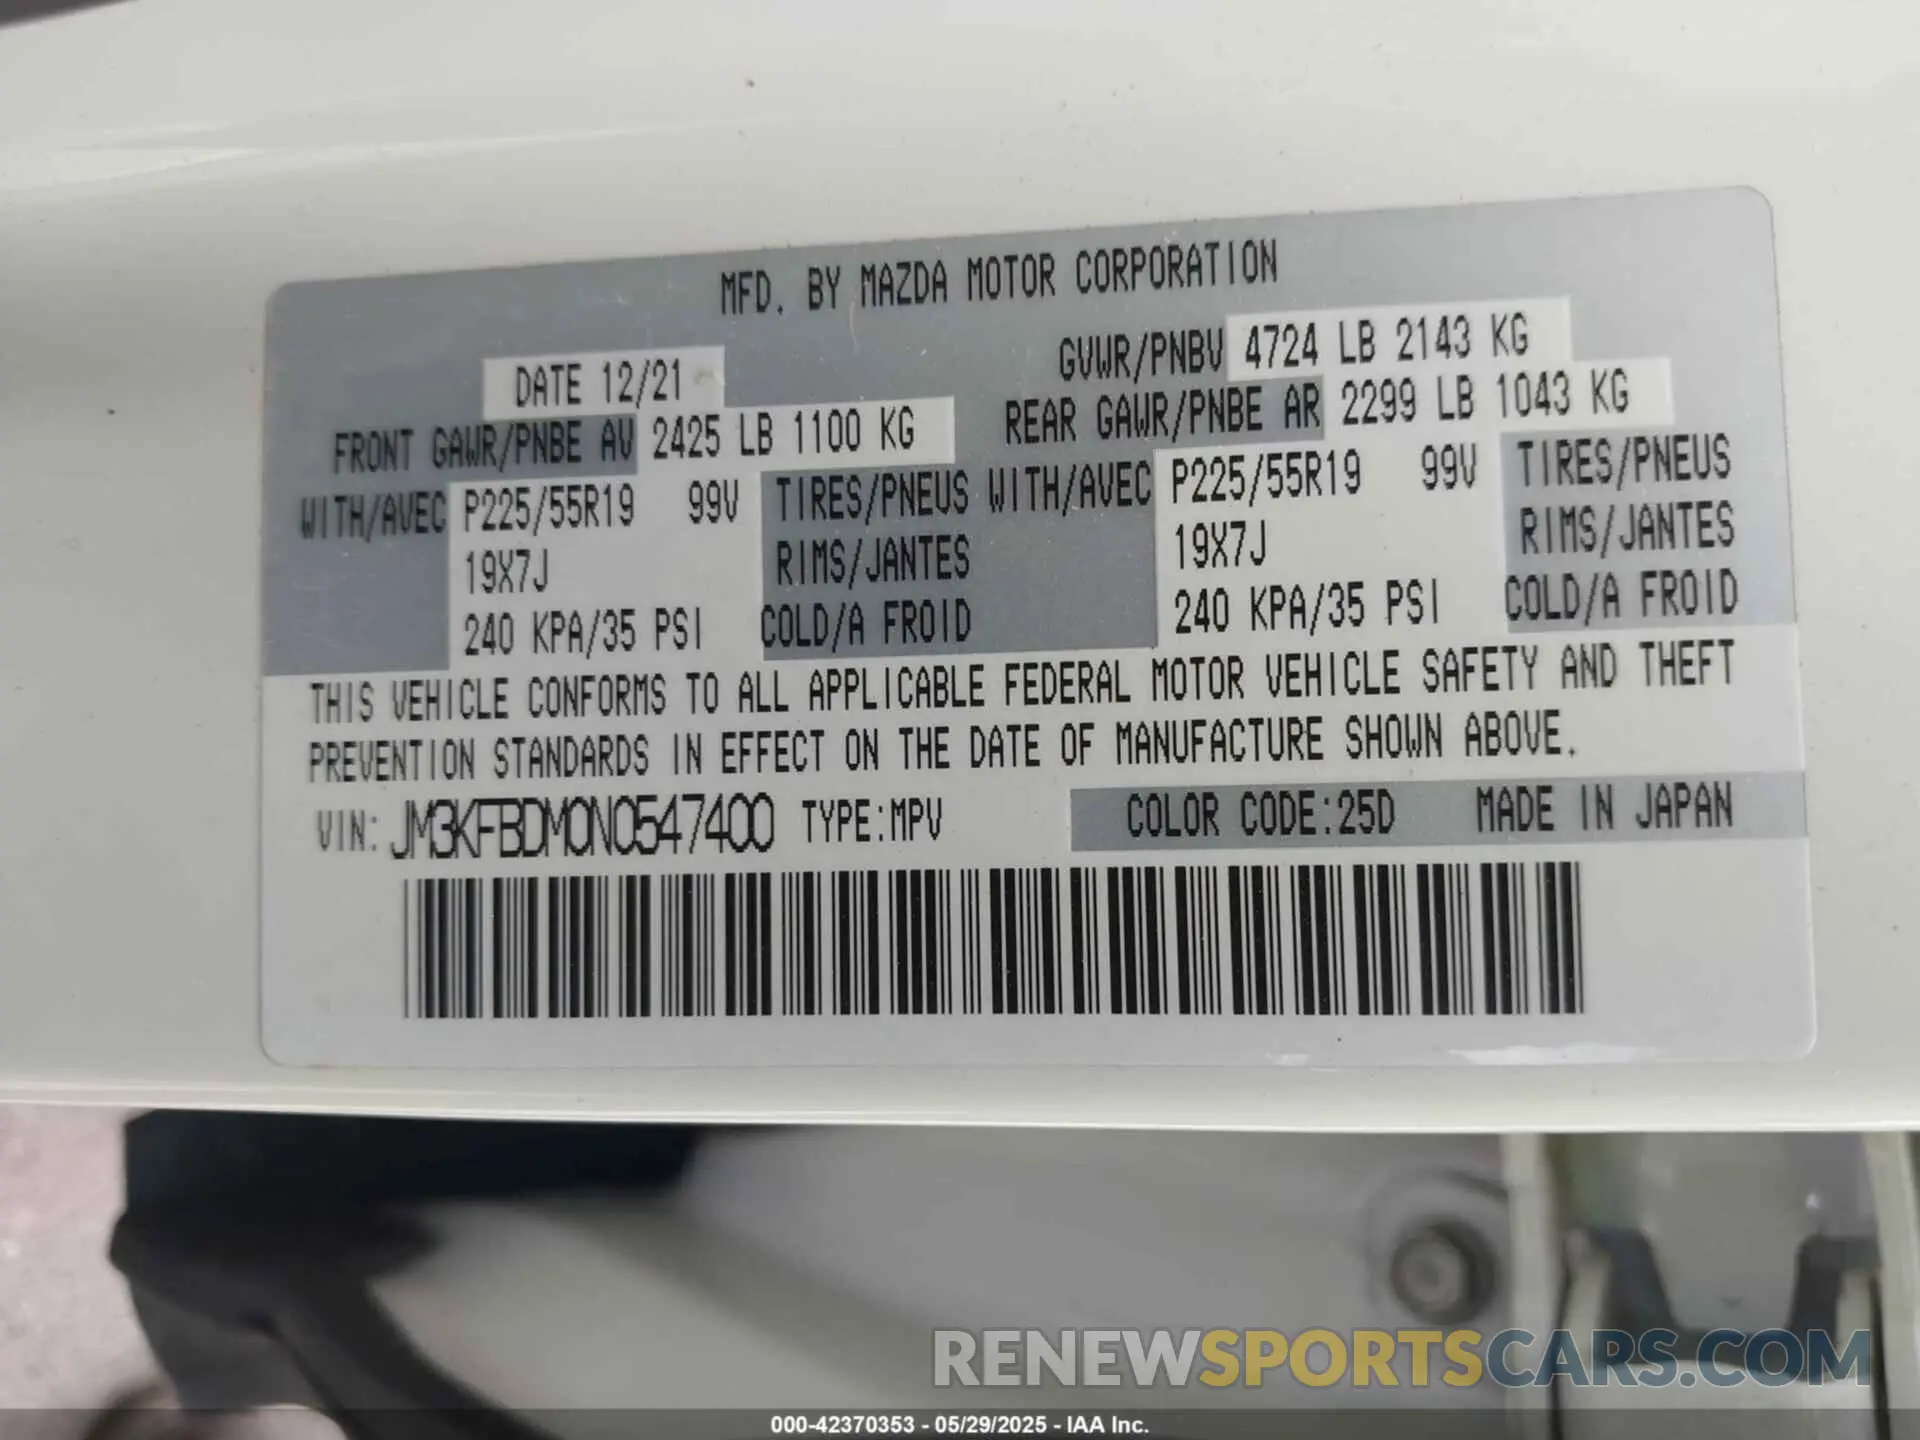 MFD. BY MAZDA MOTOR CORPORATION
DATE 12/21
GVWR/PNBV 4724 LB 2143 KG
FRONT GAWR/PNBE AV 2425 LB 1100 KG
REAR GAWR/PNBE AR 2299 LB 1043 KG
WITH/AVEC P225/55R19 99V TIRES/PNEUS
19X7J RIMS/JANTES
240 KPA/35 PSI COLD/A FROID
WITH/AVEC P225/55R19 99V TIRES/PNEUS
19X7J RIMS/JANTES
240 KPA/35 PSI COLD/A FROID
THIS VEHICLE CONFORMS TO ALL APPLICABLE FEDERAL MOTOR VEHICLE SAFETY AND THEFT
PREVENTION STANDARDS IN EFFECT ON THE DATE OF MANUFACTURE SHOWN ABOVE.
VIN: JM3KFBDM0N0547400 TYPE:MPV COLOR CODE:25D MADE IN JAPAN
RENEWSPORTSCARS.COM
000-42370353 - 05/29/2025 - IAA Inc.